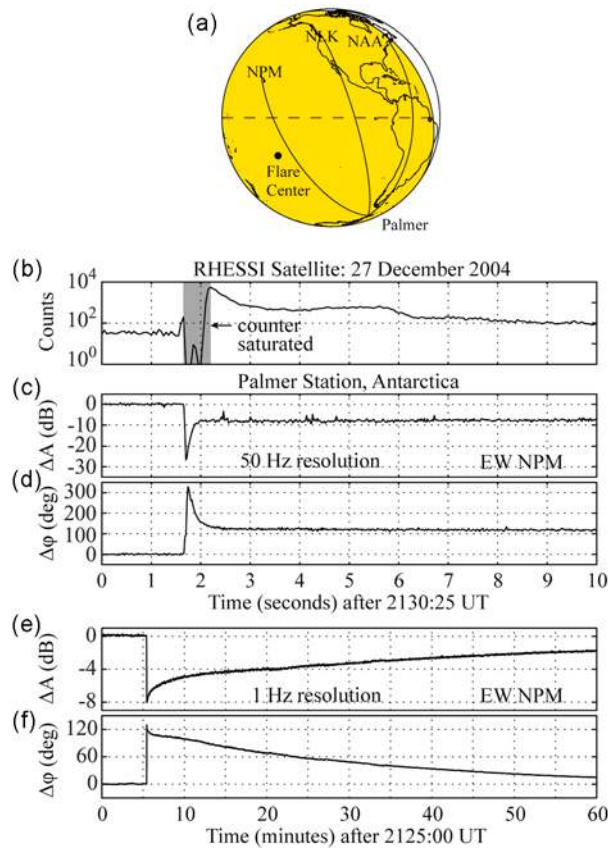 (a)
NLK
NAA
NPM
Flare
Center
Palmer
(b)
RHESSI Satellite: 27 December 2004
10^4
10^2
10^0
Counts
counter
saturated
(c)
Palmer Station, Antarctica
0
-10
-20
-30
ΔA (dB)
50 Hz resolution
EW NPM
(d)
300
200
100
0
Δφ (deg)
0 1 2 3 4 5 6 7 8 9 10
Time (seconds) after 2130:25 UT
(e)
0
-4
-8
ΔA (dB)
1 Hz resolution
EW NPM
(f)
120
60
0
Δφ (deg)
0 10 20 30 40 50 60
Time (minutes) after 2125:00 UT